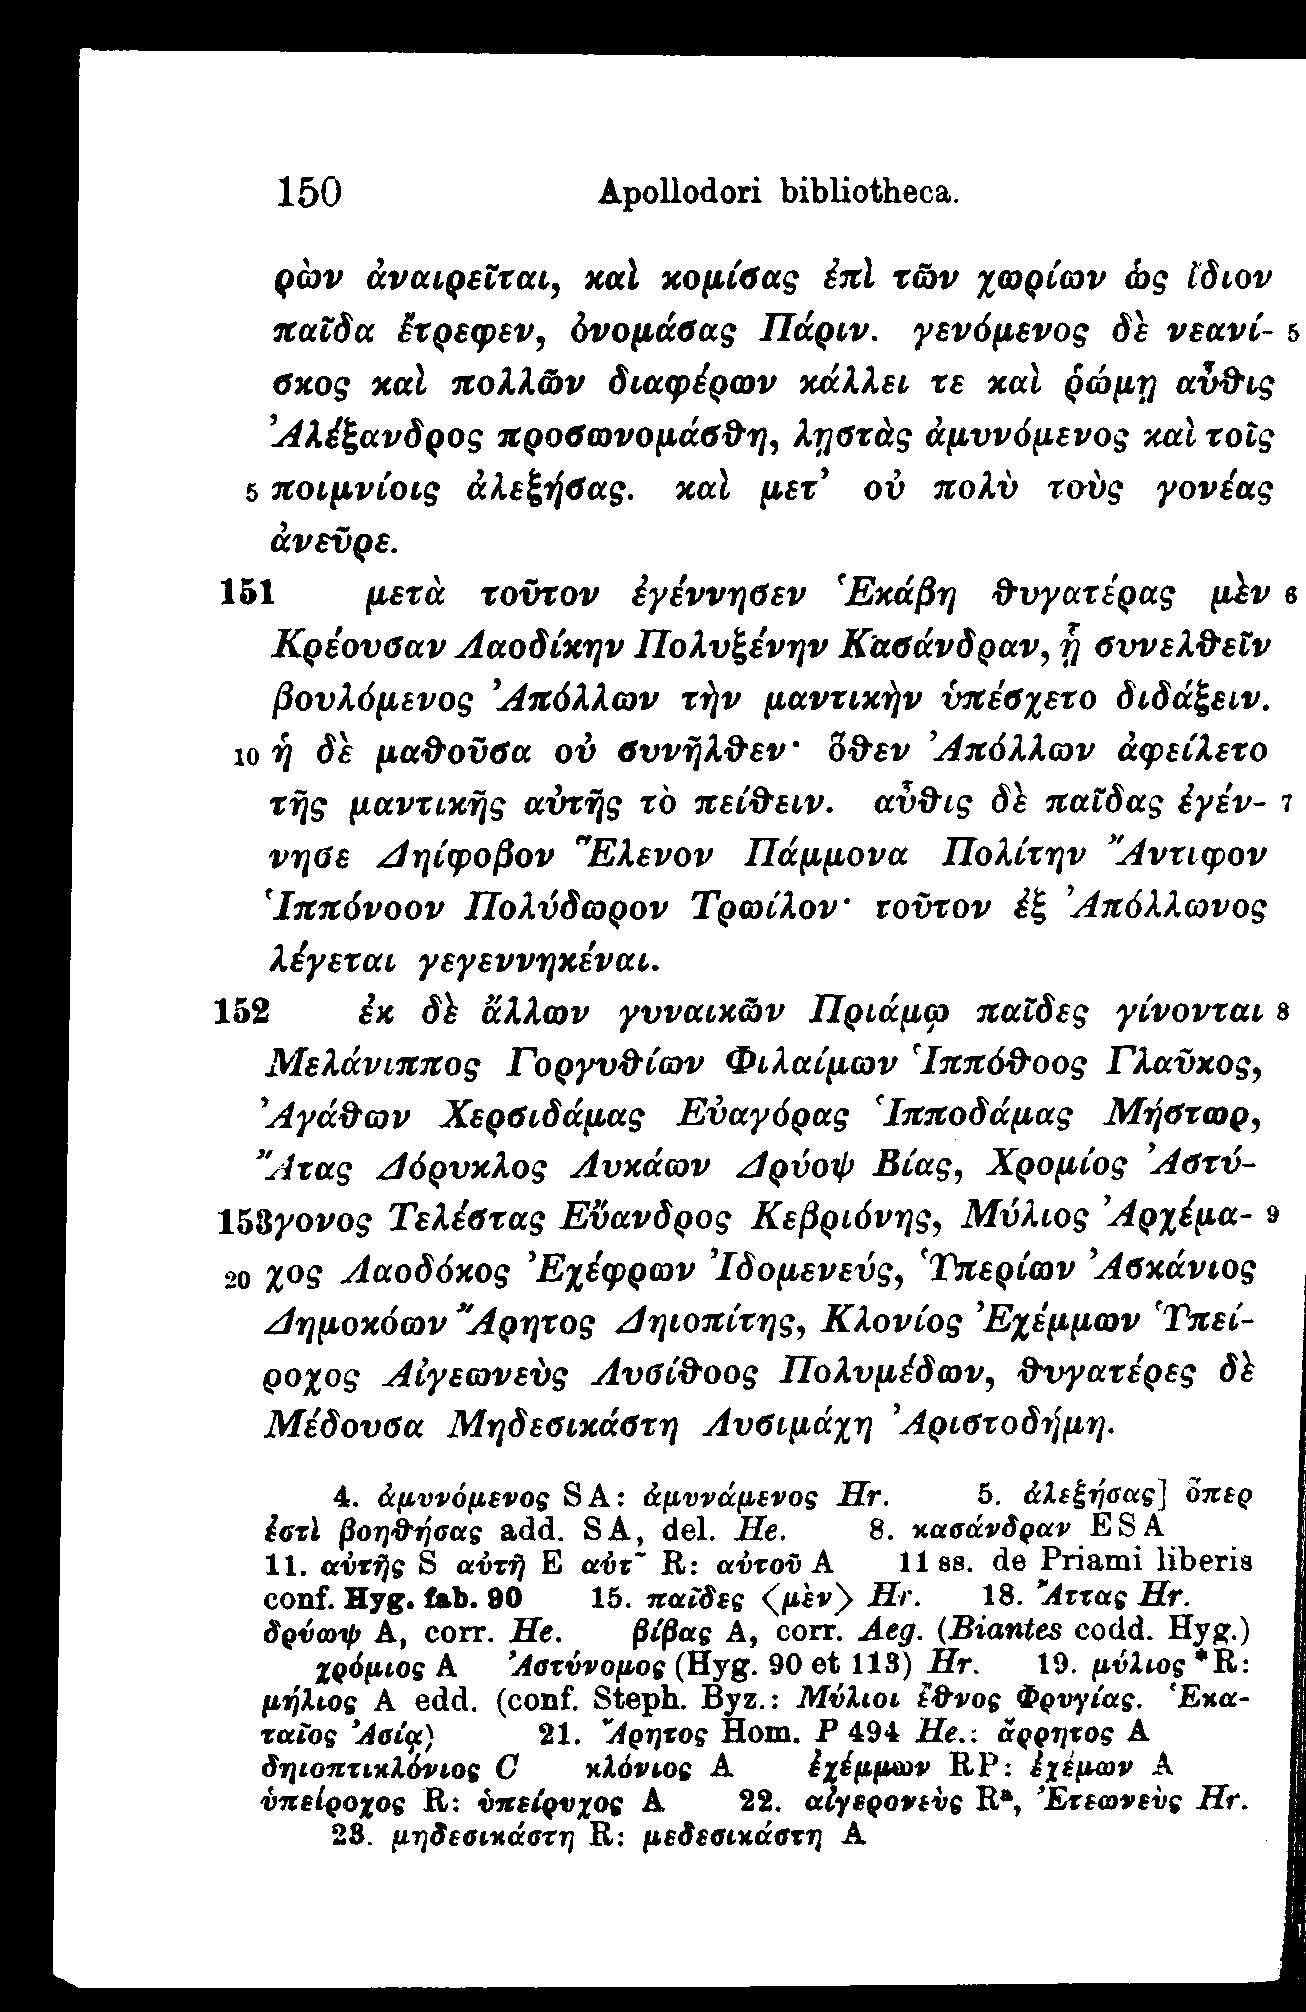 150 Apollodori bibliotheca.
ρὼν ἀναιρεῖται, καὶ κομίσας ἐπὶ τῶν χωρίων ὡς ἴδιον
παῖδα ἔτρεφεν, ὀνομάσας Πάριν. γενόμενος δὲ νεανί- 5
σκος καὶ πολλῶν διαφέρων κάλλει τε καὶ ῥώμῃ αὖθις
Ἀλέξανδρος προσωνομάσθη, λῃστὰς ἀμυνόμενος καὶ τοῖς
5 ποιμνίοις ἀλεξήσας. καὶ μετ’ οὐ πολὺ τοὺς γονέας
ἀνεῦρε.
151 μετὰ τοῦτον ἐγέννησεν Ἑκάβη θυγατέρας μὲν 6
Κρέουσαν Λαοδίκην Πολυξένην Κασάνδραν, ᾗ συνελθεῖν
βουλόμενος Ἀπόλλων τὴν μαντικὴν ὑπέσχετο διδάξειν.
10 ἡ δὲ μαθοῦσα οὐ συνῆλθεν· ὅθεν Ἀπόλλων ἀφείλετο
τῆς μαντικῆς αὐτῆς τὸ πείθειν. αὖθις δὲ παῖδας ἐγέν- 7
νησε Δηίφοβον Ἕλενον Πάμμονα Πολίτην Ἄντιφον
Ἱππόνοον Πολύδωρον Τρωίλον· τοῦτον ἐξ Ἀπόλλωνος
λέγεται γεγεννηκέναι.
152 ἐκ δὲ ἄλλων γυναικῶν Πριάμῳ παῖδες γίνονται 8
Μελάνιππος Γοργυθίων Φιλαίμων Ἱππόθοος Γλαῦκος,
Ἀγάθων Χερσιδάμας Εὐαγόρας Ἱπποδάμας Μήστωρ,
Ἄτας Δόρυκλος Λυκάων Δρύοψ Βίας, Χρομίος Ἀστύ-
153 γονος Τελέστας Εὔανδρος Κεβριόνης, Μύλιος Ἀρχέμα- 9
20 χος Λαοδόκος Ἐχέφρων Ἰδομενεύς, Ὑπερίων Ἀσκάνιος
Δημοκόων Ἄρητος Δηιοπίτης, Κλονίος Ἐχέμμων Ὑπεί-
ροχος Αἰγεωνεὺς Λυσίθοος Πολυμέδων, θυγατέρες δὲ
Μέδουσα Μηδεσικάστη Λυσιμάχη Ἀριστοδήμη.
4. ἀμυνόμενος SA: ἀμυνάμενος Hr. 5. ἀλεξήσας] ὅπερ
ἐστὶ βοηθήσας add. SA, del. He. 8. κασάνδραν ESA
11. αὐτῆς S αὐτῇ E αὐτ~ R: αὐτοῦ A 11 ss. de Priami liberis
conf. Hyg. fab. 90 15. παῖδες ⟨μὲν⟩ Hr. 18. Ἄττας Hr.
δρύωψ A, corr. He. βίβας A, corr. Aeg. (Biantes codd. Hyg.)
χρόμιος A Ἀστύνομος (Hyg. 90 et 113) Hr. 19. μύλιος *R:
μήλιος A edd. (conf. Steph. Byz.: Μύλιοι ἔθνος Φρυγίας. Ἑκα-
ταῖος Ἀσίᾳ) 21. Ἄρητος Hom. P 494 He.: ἄρρητος A
δηιοπτικλόνιος C κλόνιος A ἐχέμμων RP: ἐχέμων A
ὑπείροχος R: ὑπείρυχος A 22. αἰγερονεὺς Rª, Ἐτεωνεὺς Hr.
23. μηδεσικάστη R: μεδεσικάστη A